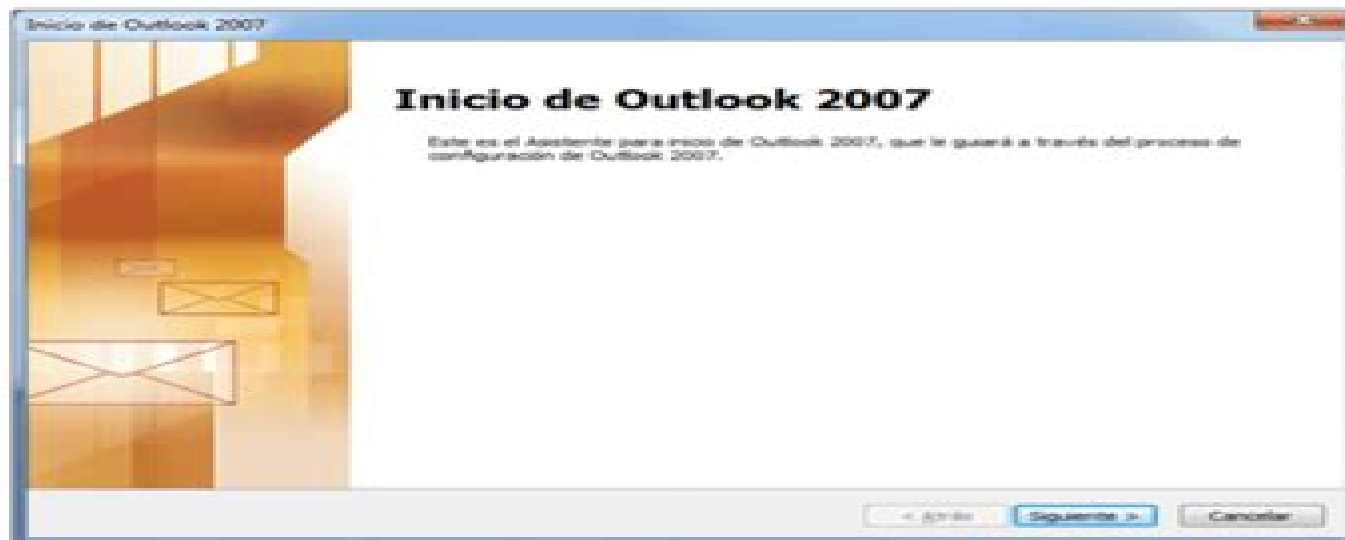 Inicio de Outlook 2007
Inicio de Outlook 2007
Este es el Asistente para inicio de Outlook 2007, que le guiará a través del proceso de
configuración de Outlook 2007.
< Atrás
Siguiente >
Cancelar